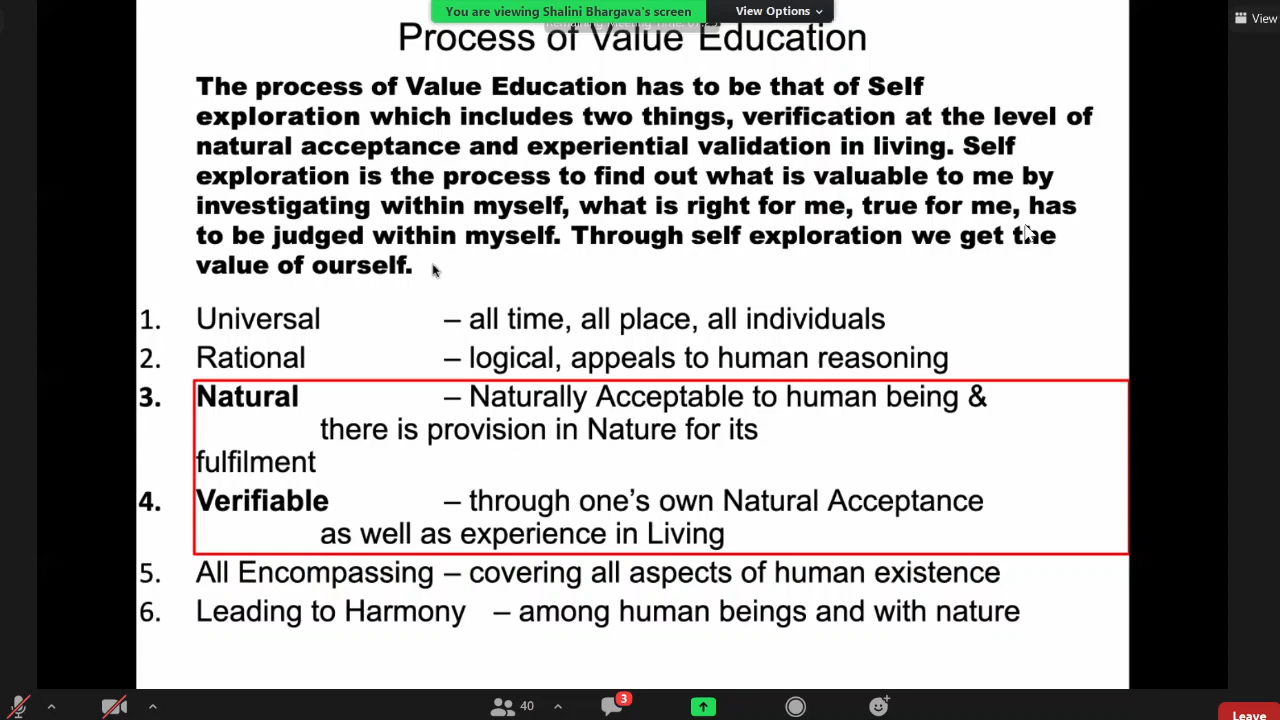 You are viewing Shalini Bhargava's screen
View Options
View
Process of Value Education
The process of Value Education has to be that of Self
exploration which includes two things, verification at the level of
natural acceptance and experiential validation in living. Self
exploration is the process to find out what is valuable to me by
investigating within myself, what is right for me, true for me, has
to be judged within myself. Through self exploration we get the
value of ourself.
1. Universal – all time, all place, all individuals
2. Rational – logical, appeals to human reasoning
3. Natural – Naturally Acceptable to human being &
there is provision in Nature for its
fulfilment
4. Verifiable – through one's own Natural Acceptance
as well as experience in Living
5. All Encompassing – covering all aspects of human existence
6. Leading to Harmony – among human beings and with nature
40
3
Leave